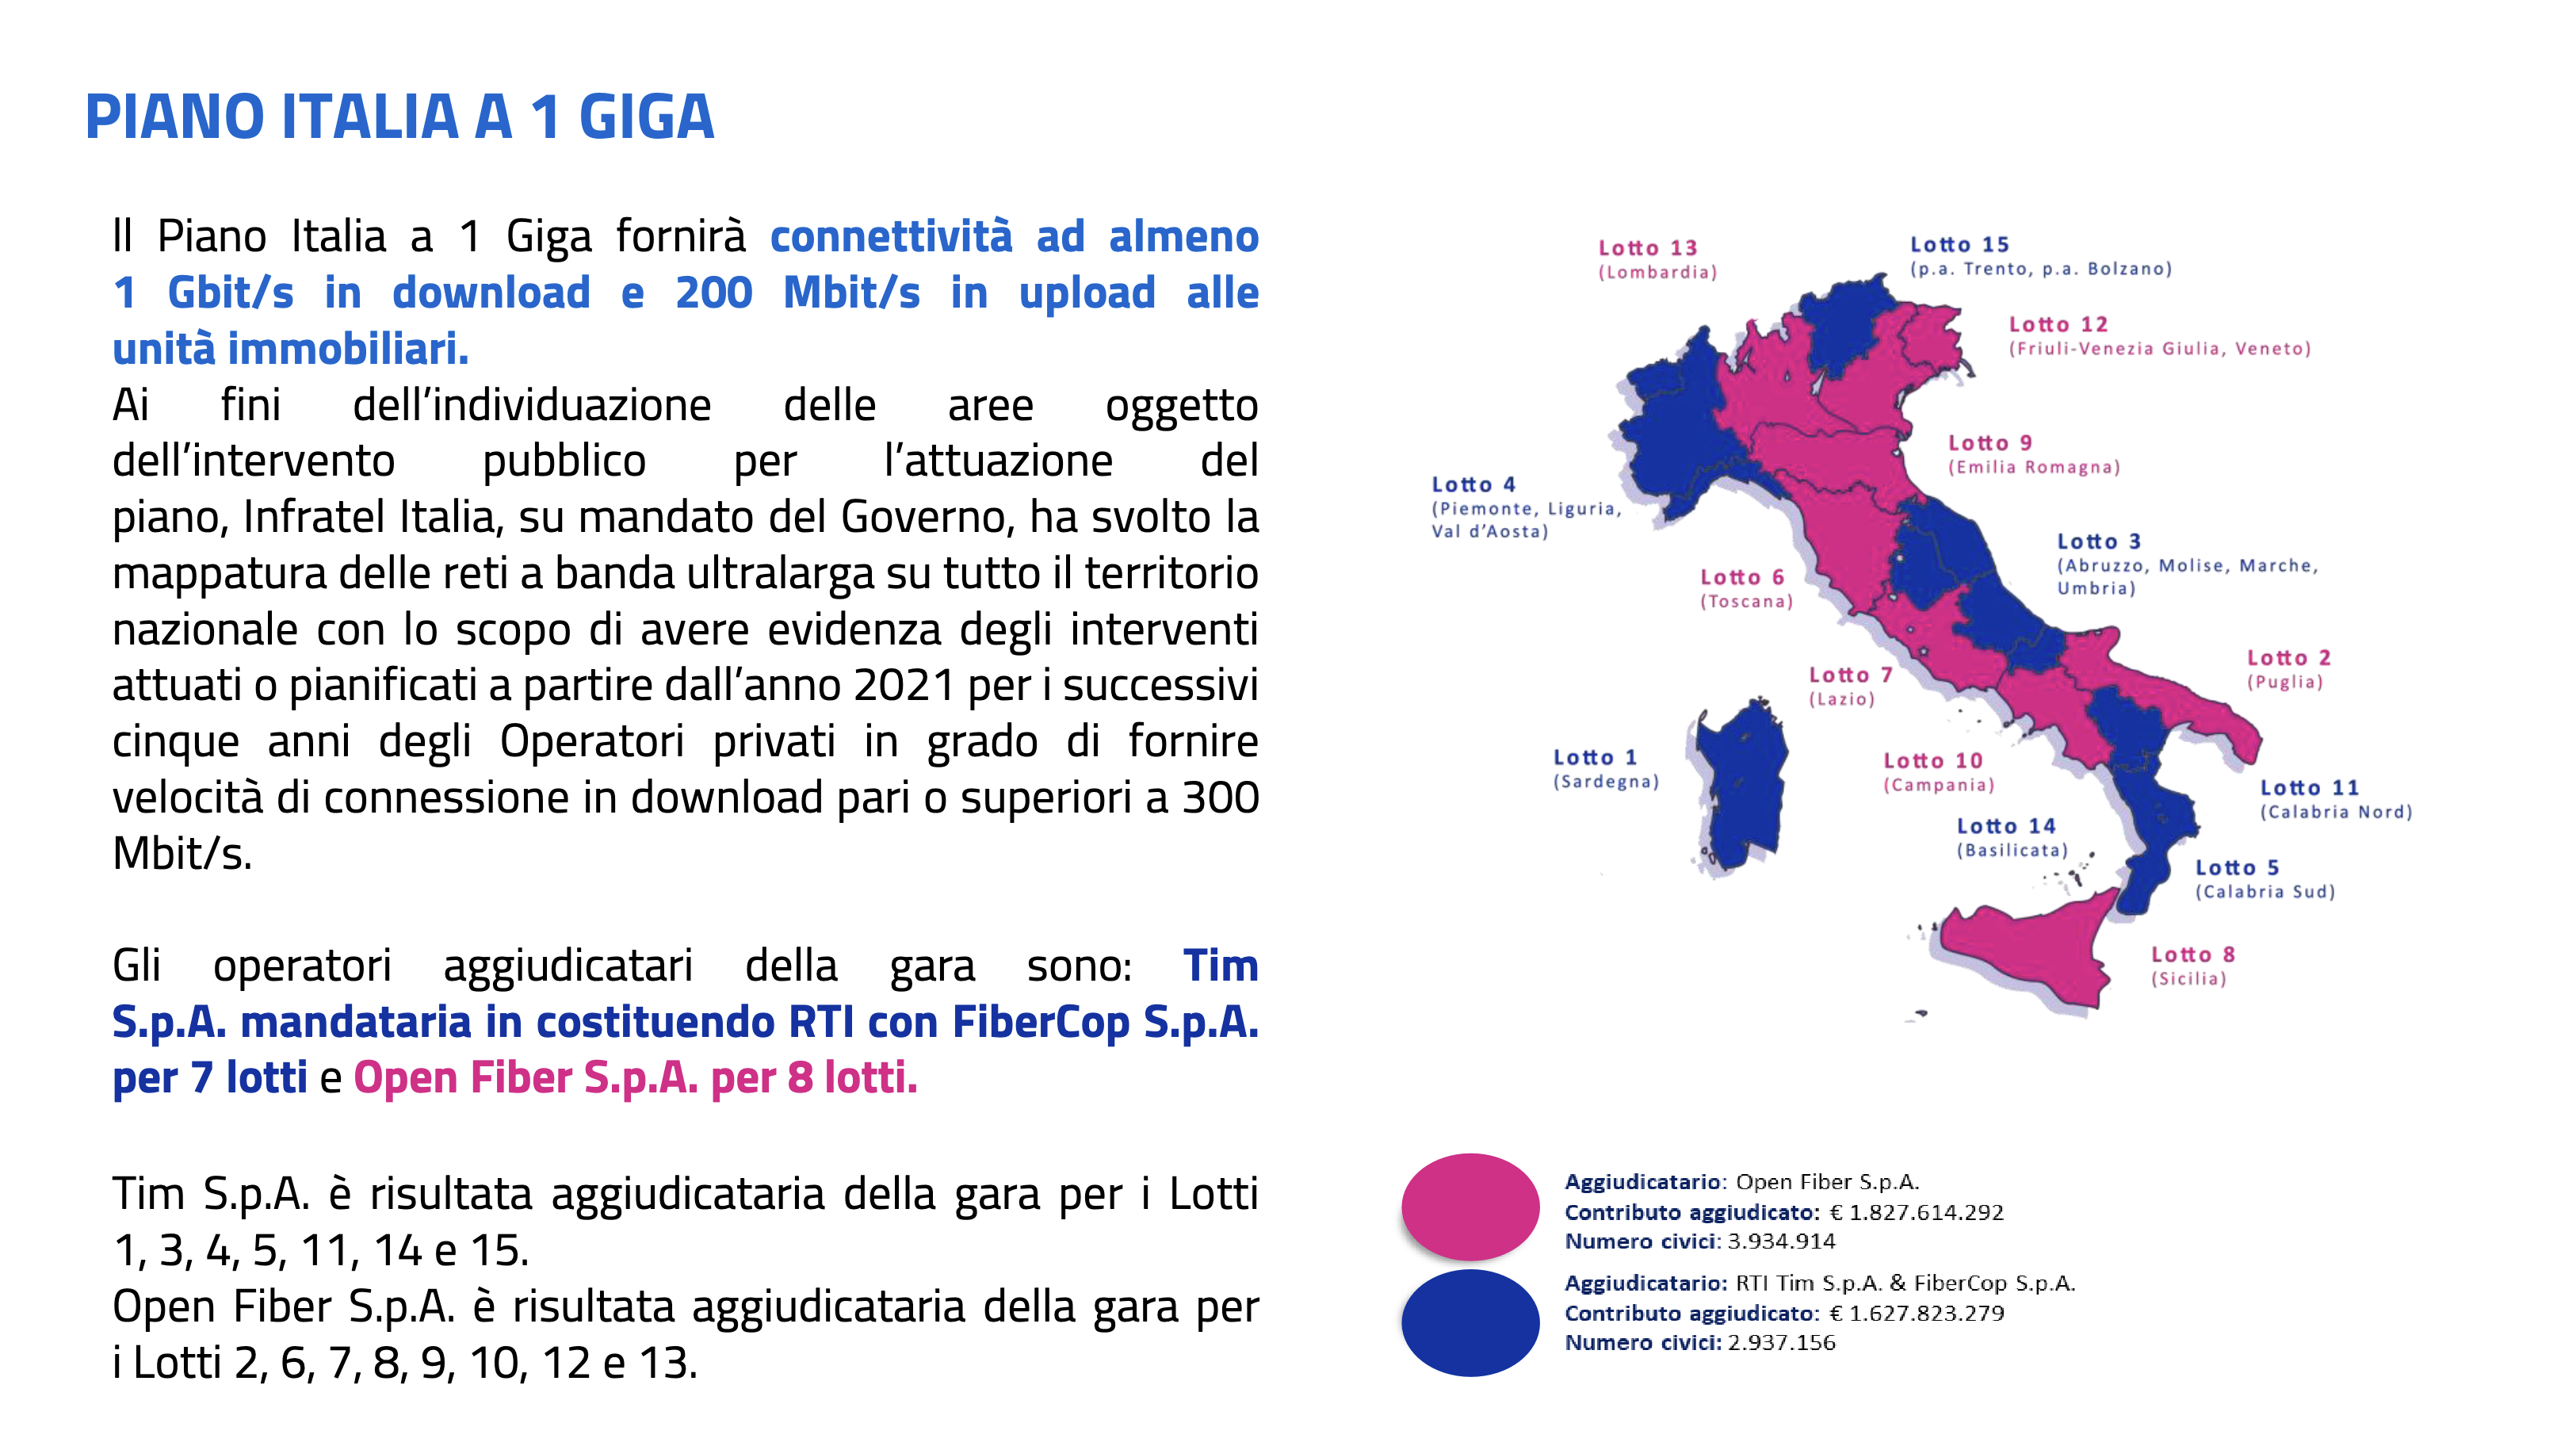 PIANO ITALIA A 1 GIGA
Il Piano Italia a 1 Giga fornirà connettività ad almeno
1 Gbit/s in download e 200 Mbit/s in upload alle
unità immobiliari.
Ai fini dell’individuazione delle aree oggetto
dell’intervento pubblico per l’attuazione del
piano, Infratel Italia, su mandato del Governo, ha svolto la
mappatura delle reti a banda ultralarga su tutto il territorio
nazionale con lo scopo di avere evidenza degli interventi
attuati o pianificati a partire dall’anno 2021 per i successivi
cinque anni degli Operatori privati in grado di fornire
velocità di connessione in download pari o superiori a 300
Mbit/s.
Gli operatori aggiudicatari della gara sono: Tim
S.p.A. mandataria in costituendo RTI con FiberCop S.p.A.
per 7 lotti e Open Fiber S.p.A. per 8 lotti.
Tim S.p.A. è risultata aggiudicataria della gara per i Lotti
1, 3, 4, 5, 11, 14 e 15.
Open Fiber S.p.A. è risultata aggiudicataria della gara per
i Lotti 2, 6, 7, 8, 9, 10, 12 e 13.
Lotto 13
(Lombardia)
Lotto 15
(p.a. Trento, p.a. Bolzano)
Lotto 12
(Friuli-Venezia Giulia, Veneto)
Lotto 9
(Emilia Romagna)
Lotto 4
(Piemonte, Liguria,
Val d’Aosta)
Lotto 3
(Abruzzo, Molise, Marche,
Umbria)
Lotto 6
(Toscana)
Lotto 7
(Lazio)
Lotto 2
(Puglia)
Lotto 1
(Sardegna)
Lotto 10
(Campania)
Lotto 11
(Calabria Nord)
Lotto 14
(Basilicata)
Lotto 5
(Calabria Sud)
Lotto 8
(Sicilia)
Aggiudicatario: Open Fiber S.p.A.
Contributo aggiudicato: € 1.827.614.292
Numero civici: 3.934.914
Aggiudicatario: RTI Tim S.p.A. & FiberCop S.p.A.
Contributo aggiudicato: € 1.627.823.279
Numero civici: 2.937.156